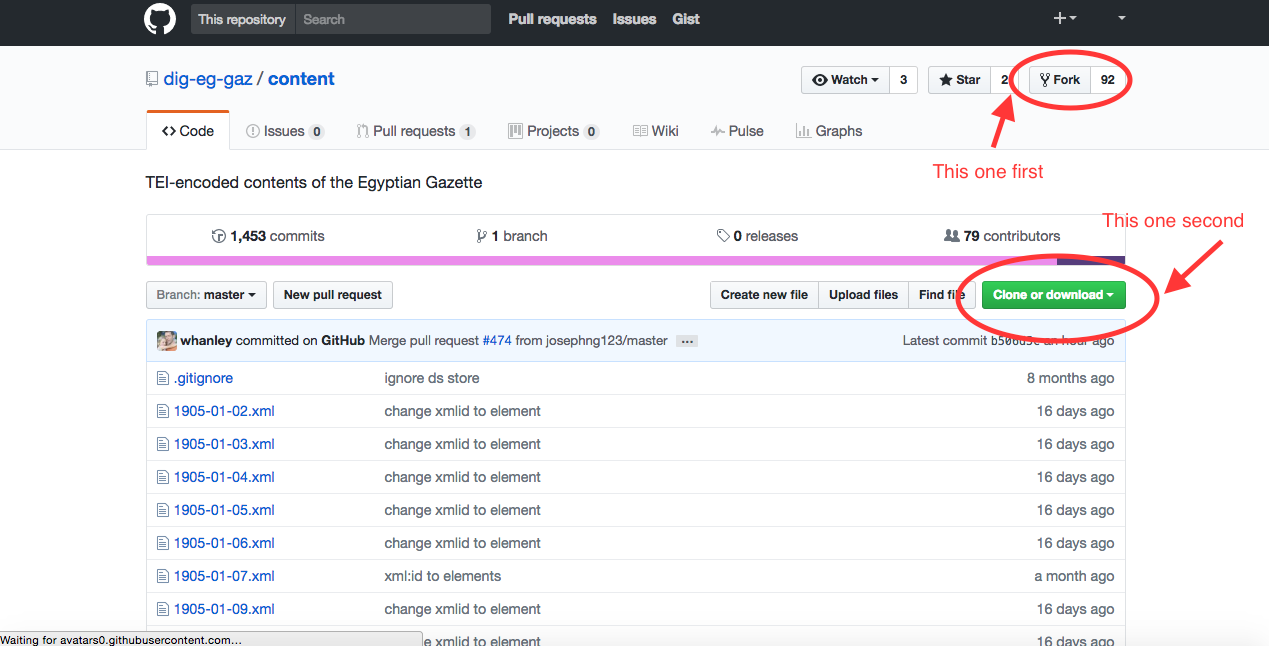 This repository Search Pull requests Issues Gist
dig-eg-gaz / content
Watch 3 Star 2 Fork 92
Code Issues 0 Pull requests 1 Projects 0 Wiki Pulse Graphs
This one first
TEI-encoded contents of the Egyptian Gazette
This one second
1,453 commits 1 branch 0 releases 79 contributors
Branch: master New pull request Create new file Upload files Find file Clone or download
whanley committed on GitHub Merge pull request #474 from josephng123/master ... Latest commit an hour ago
.gitignore ignore ds store 8 months ago
1905-01-02.xml change xmlid to element 16 days ago
1905-01-03.xml change xmlid to element 16 days ago
1905-01-04.xml change xmlid to element 16 days ago
1905-01-05.xml change xmlid to element 16 days ago
1905-01-06.xml change xmlid to element 16 days ago
1905-01-07.xml xml:id to elements a month ago
1905-01-09.xml change xmlid to element 16 days ago
Waiting for avatars0.githubusercontent.com... e xmlid to element 16 days ago